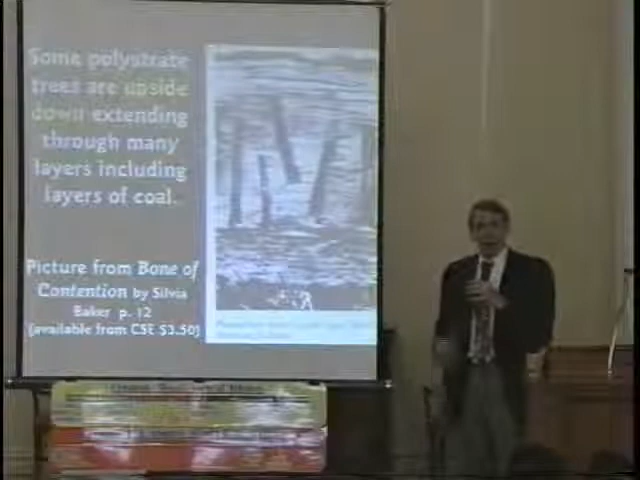 Some polystrate
trees are upside
down extending
through many
layers including
layers of coal.
Picture from Bone of
Contention by Silvia
Baker p. 12
(available from CSE $3.50)